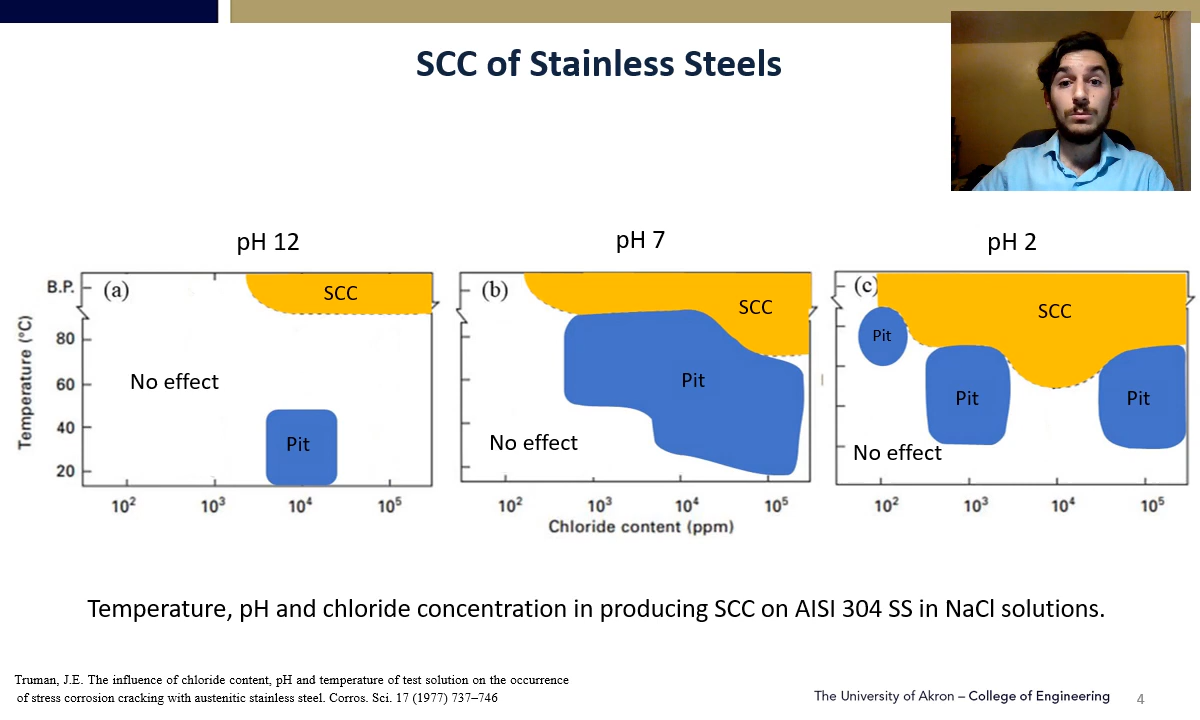 SCC of Stainless Steels
pH 12
pH 7
pH 2
B.P.
(a)
SCC
80
60
40
20
Temperature (°C)
No effect
Pit
10²
10³
10⁴
10⁵
(b)
SCC
Pit
No effect
10²
10³
10⁴
10⁵
Chloride content (ppm)
(c)
SCC
Pit
Pit
Pit
No effect
10²
10³
10⁴
10⁵
Temperature, pH and chloride concentration in producing SCC on AISI 304 SS in NaCl solutions.
Truman, J.E. The influence of chloride content, pH and temperature of test solution on the occurrence
of stress corrosion cracking with austenitic stainless steel. Corros. Sci. 17 (1977) 737–746
The University of Akron – College of Engineering
4